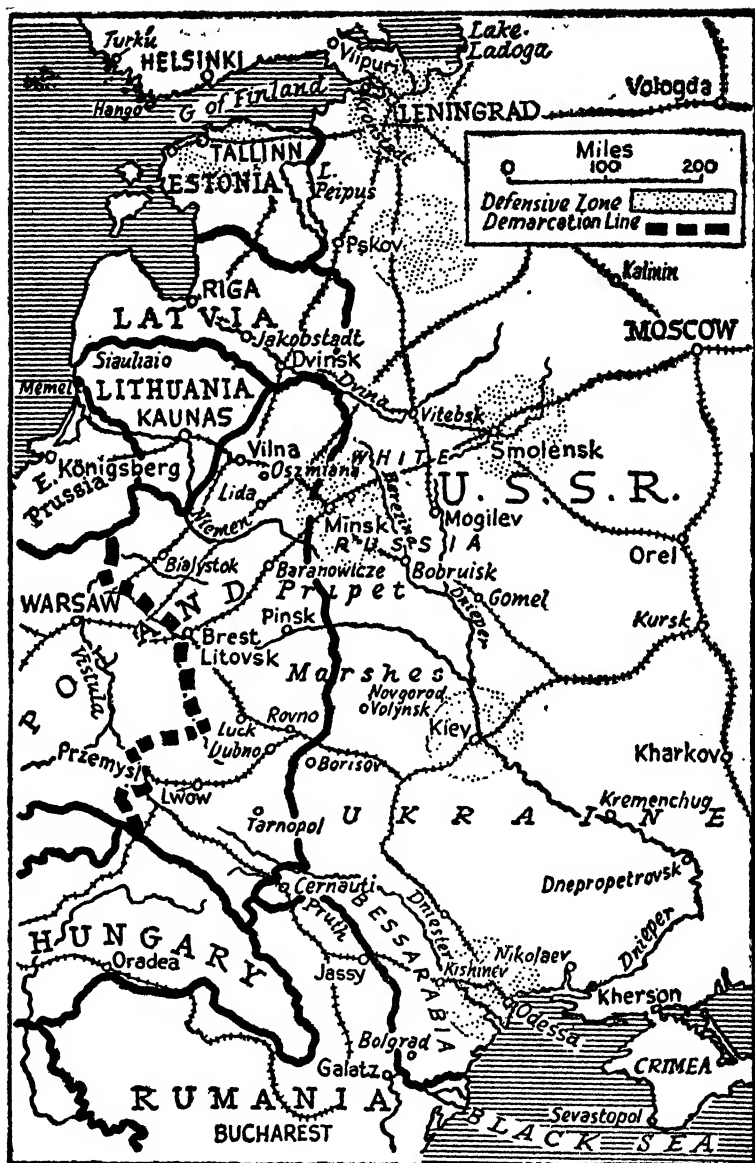 Turku
HELSINKI
Hango
G of Finland
Viipuri
Lake
Ladoga
Kronstadt
LENINGRAD
Vologda
TALLINN
ESTONIA
L.
Peipus
Miles
0 100 200
Defensive Zone
Demarcation Line
Pskov
Kalinin
RIGA
LATVIA
Jakobstadt
MOSCOW
Siauliai
Dvinsk
Dvina
Memel
LITHUANIA
KAUNAS
Vitebsk
Smolensk
Vilna
WHITE
Oszmiana
Königsberg
E.
Prussia
Lida
Niemen
Minsk
Berezina
Mogilev
U.S.S.R.
RUSSIA
Orel
Bialystok
Baranowicze
Bobruisk
Pripet
WARSAW
POLAND
Pinsk
Dnieper
Gomel
Kursk
Brest
Litovsk
Vistula
Marshes
Novgorod
Volynsk
Luck
Rovno
Dubno
Kiev
Przemysl
Borisov
Kharkov
Lwow
Tarnopol
UKRAINE
Kremenchug
Cernauti
Dnepropetrovsk
Pruth
BESSARABIA
Dniester
HUNGARY
Oradea
Jassy
Kishinev
Nikolaev
Dnieper
Kherson
Odessa
Bolgrad
Galatz
CRIMEA
RUMANIA
BUCHAREST
Sevastopol
BLACK SEA